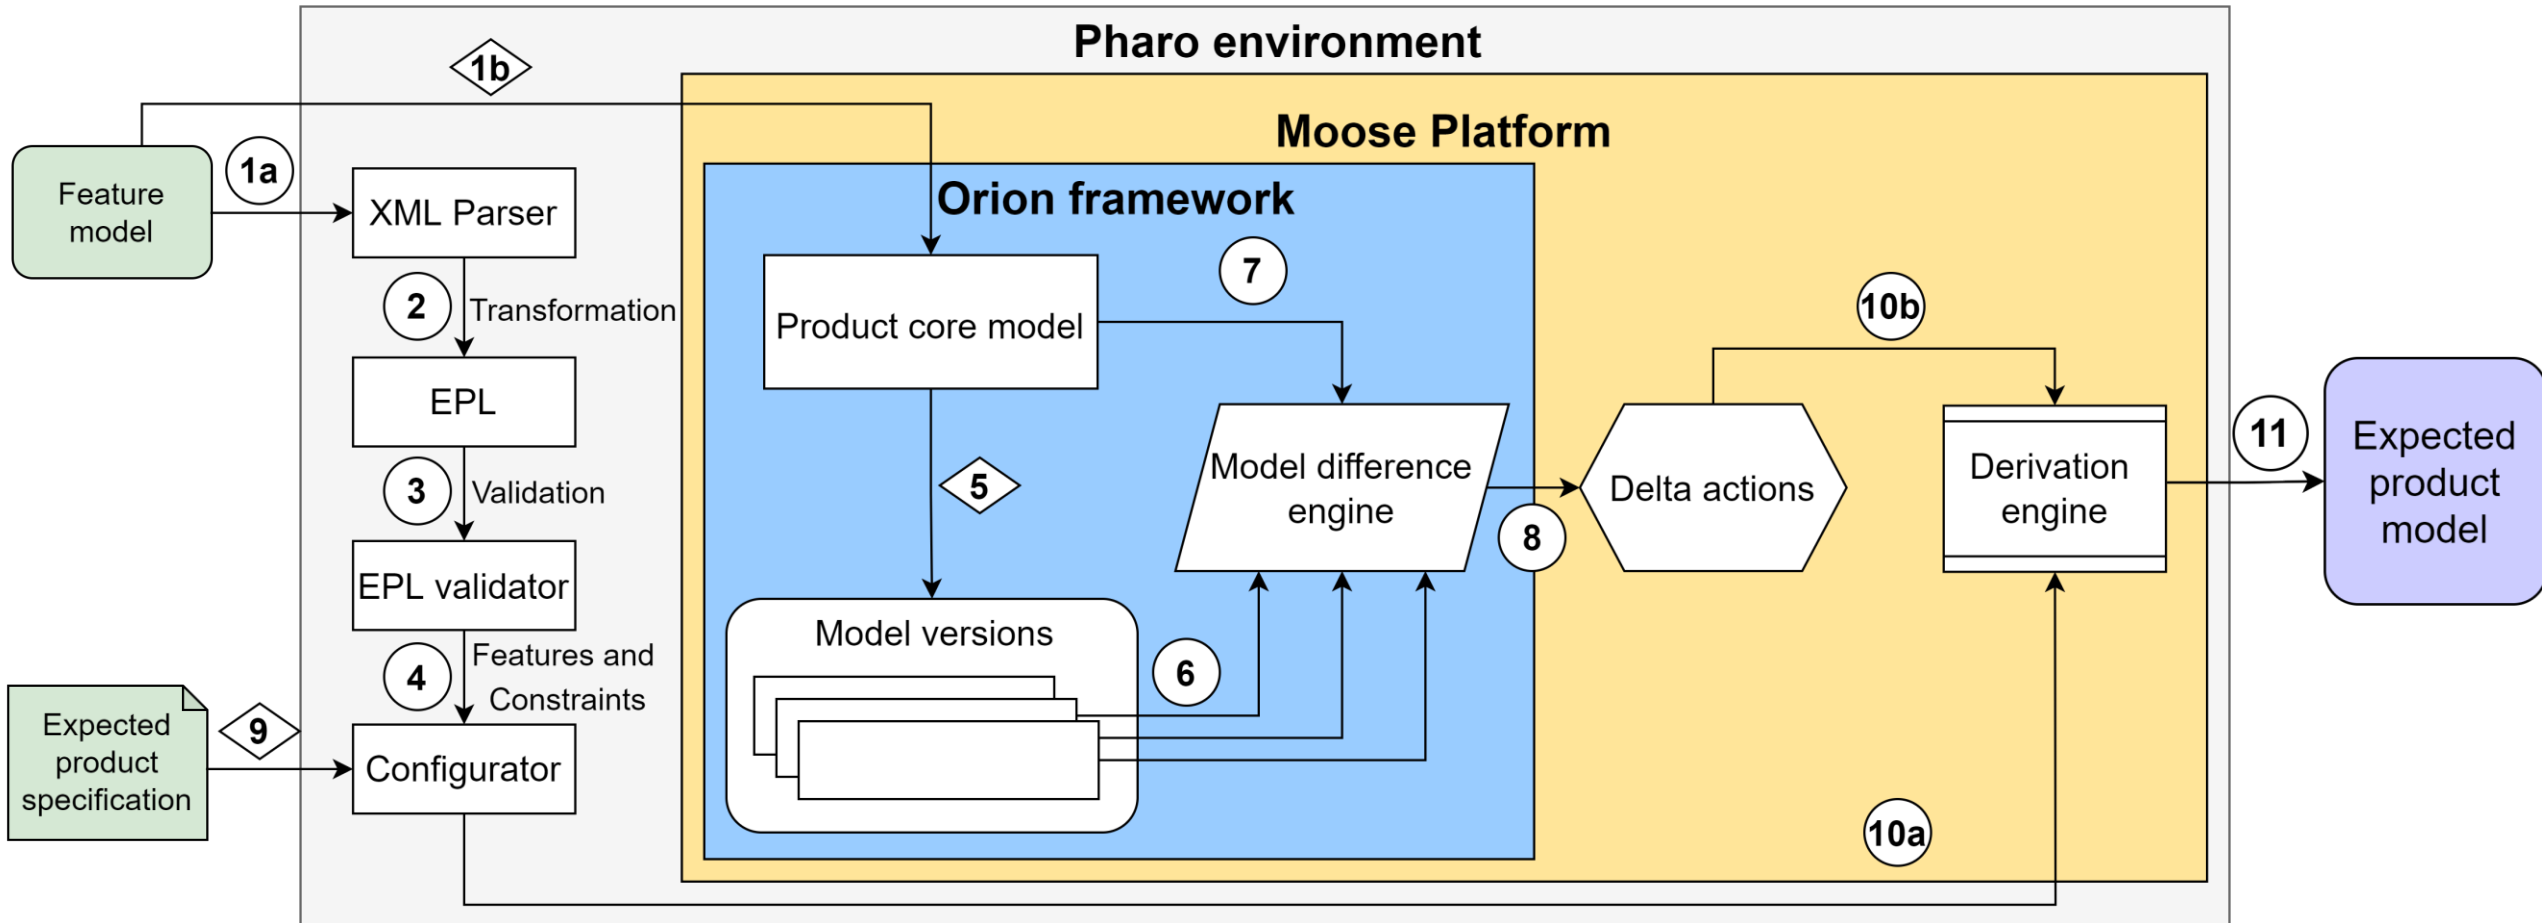 Pharo environment
1b
Moose Platform
1a
Feature
model
XML Parser
Orion framework
2
Transformation
7
Product core model
10b
EPL
3
Validation
5
Model difference
engine
8
Delta actions
Derivation
engine
11
Expected
product
model
EPL validator
4
Features and
Constraints
Model versions
6
Expected
product
specification
9
Configurator
10a